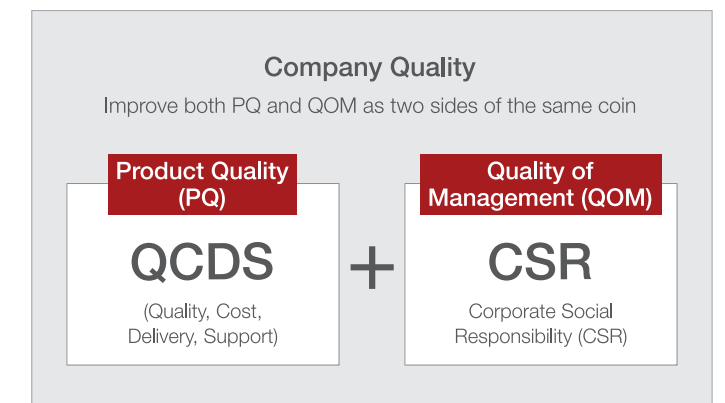 Company Quality
Improve both PQ and QOM as two sides of the same coin
Product Quality
(PQ)
QCDS
(Quality, Cost,
Delivery, Support)
+
Quality of
Management (QOM)
CSR
Corporate Social
Responsibility (CSR)